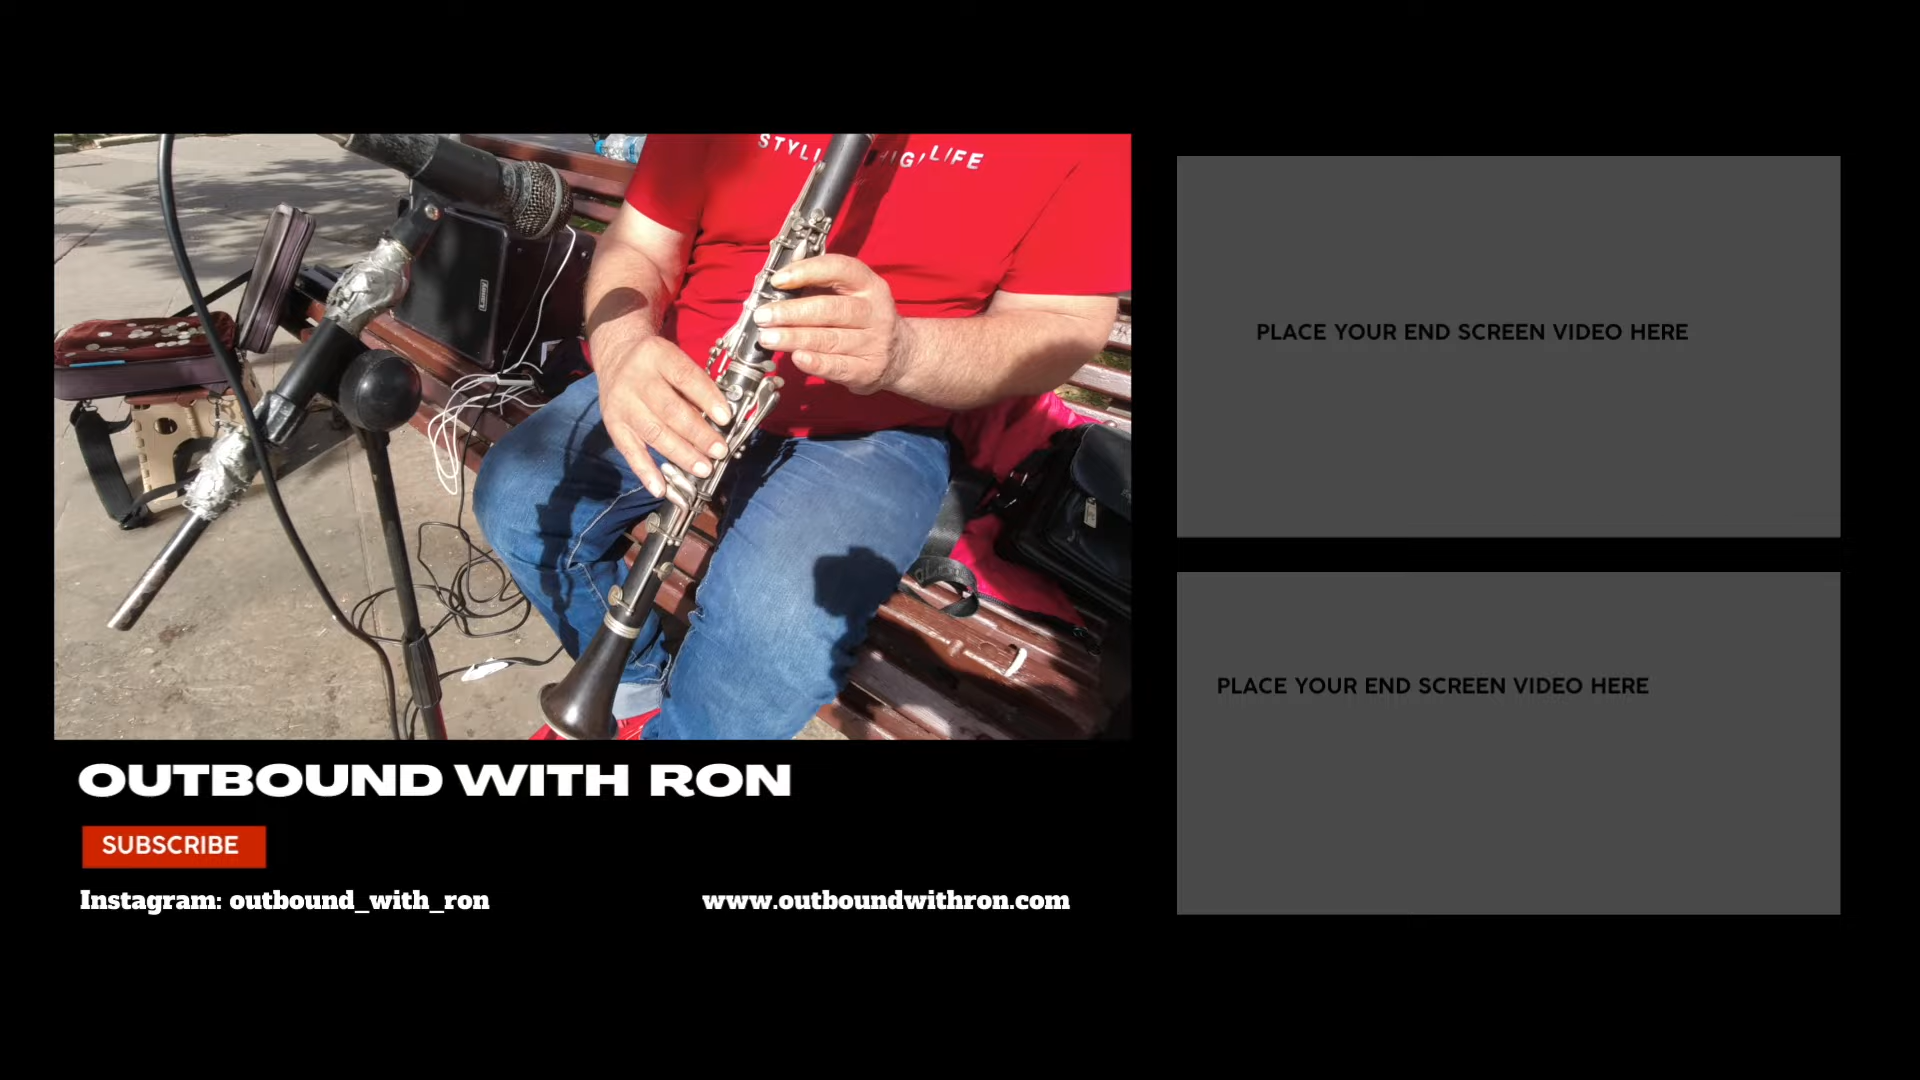 LIFE
PLACE YOUR END SCREEN VIDEO HERE
PLACE YOUR END SCREEN VIDEO HERE
OUTBOUND WITH RON
SUBSCRIBE
Instagram: outbound_with_ron
www.outboundwithron.com